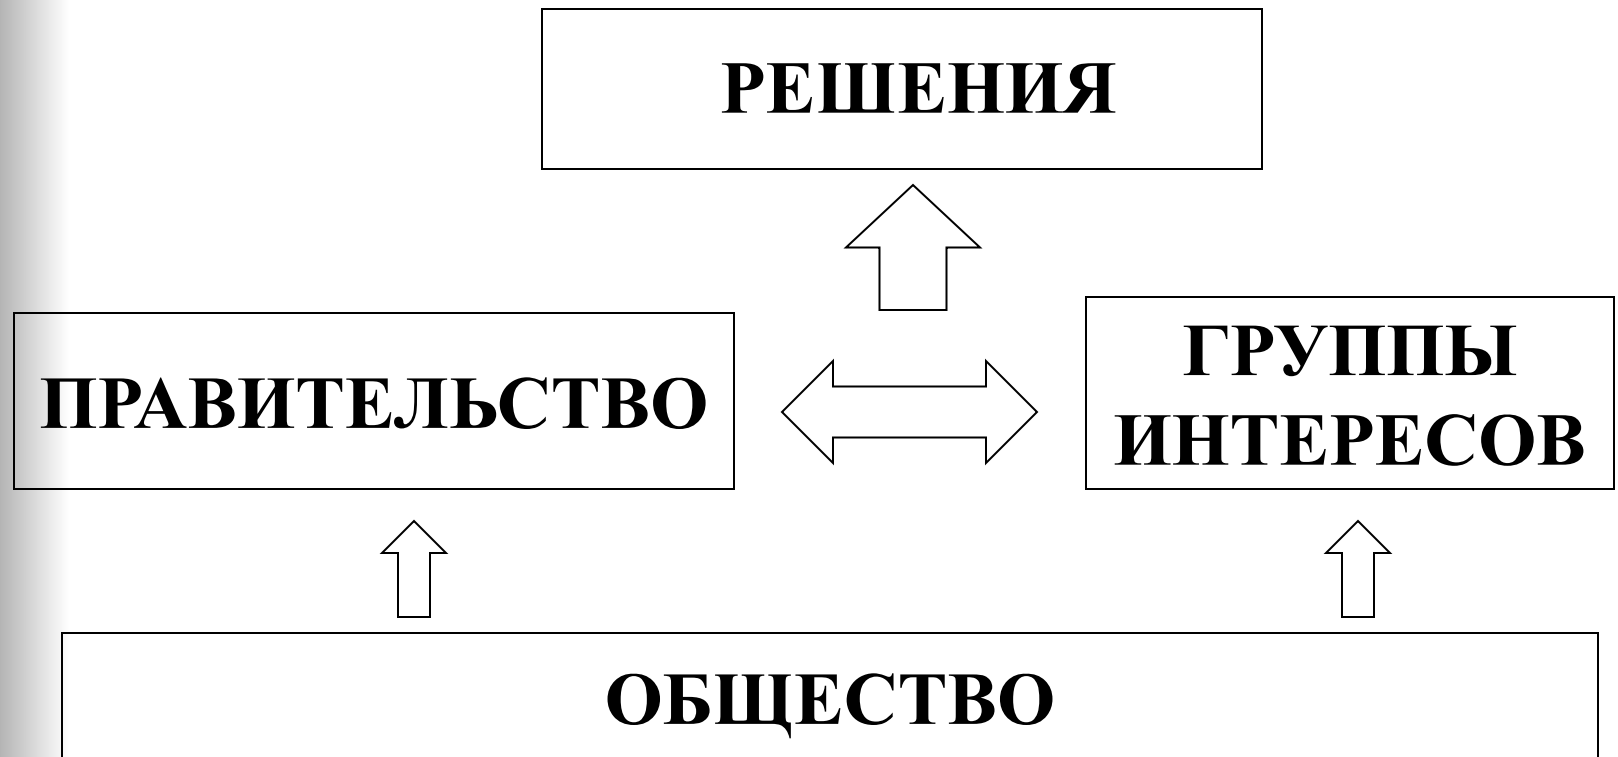 РЕШЕНИЯ
ПРАВИТЕЛЬСТВО
ГРУППЫ
ИНТЕРЕСОВ
ОБЩЕСТВО